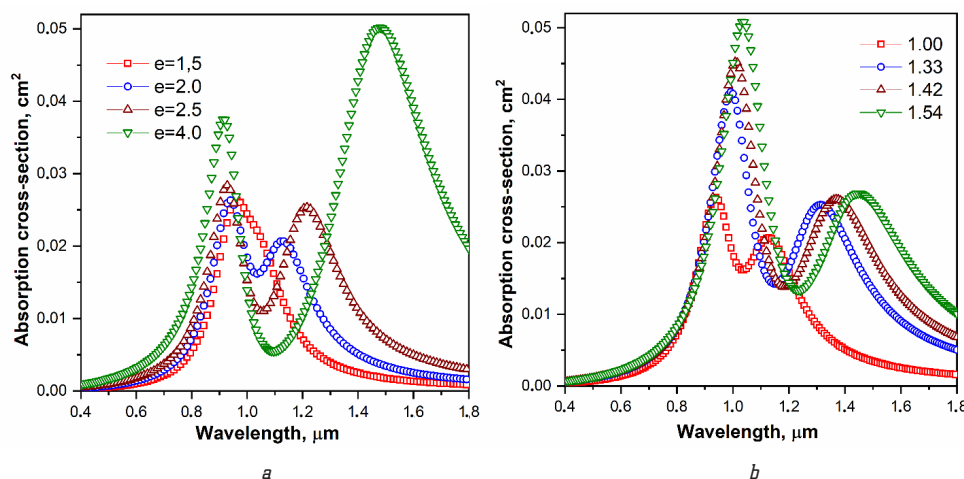 0.05
0.04
0.03
0.02
0.01
0.00
Absorption cross-section, cm²
e=1,5
e=2.0
e=2.5
e=4.0
0.4 0.6 0.8 1.0 1.2 1.4 1.6 1.8
Wavelength, μm
a
0,05
0.04
0.03
0.02
0.01
0.00
Absorption cross-section, cm²
1.00
1.33
1.42
1.54
0.4 0.6 0.8 1.0 1.2 1.4 1.6 1.8
Wavelength, μm
b